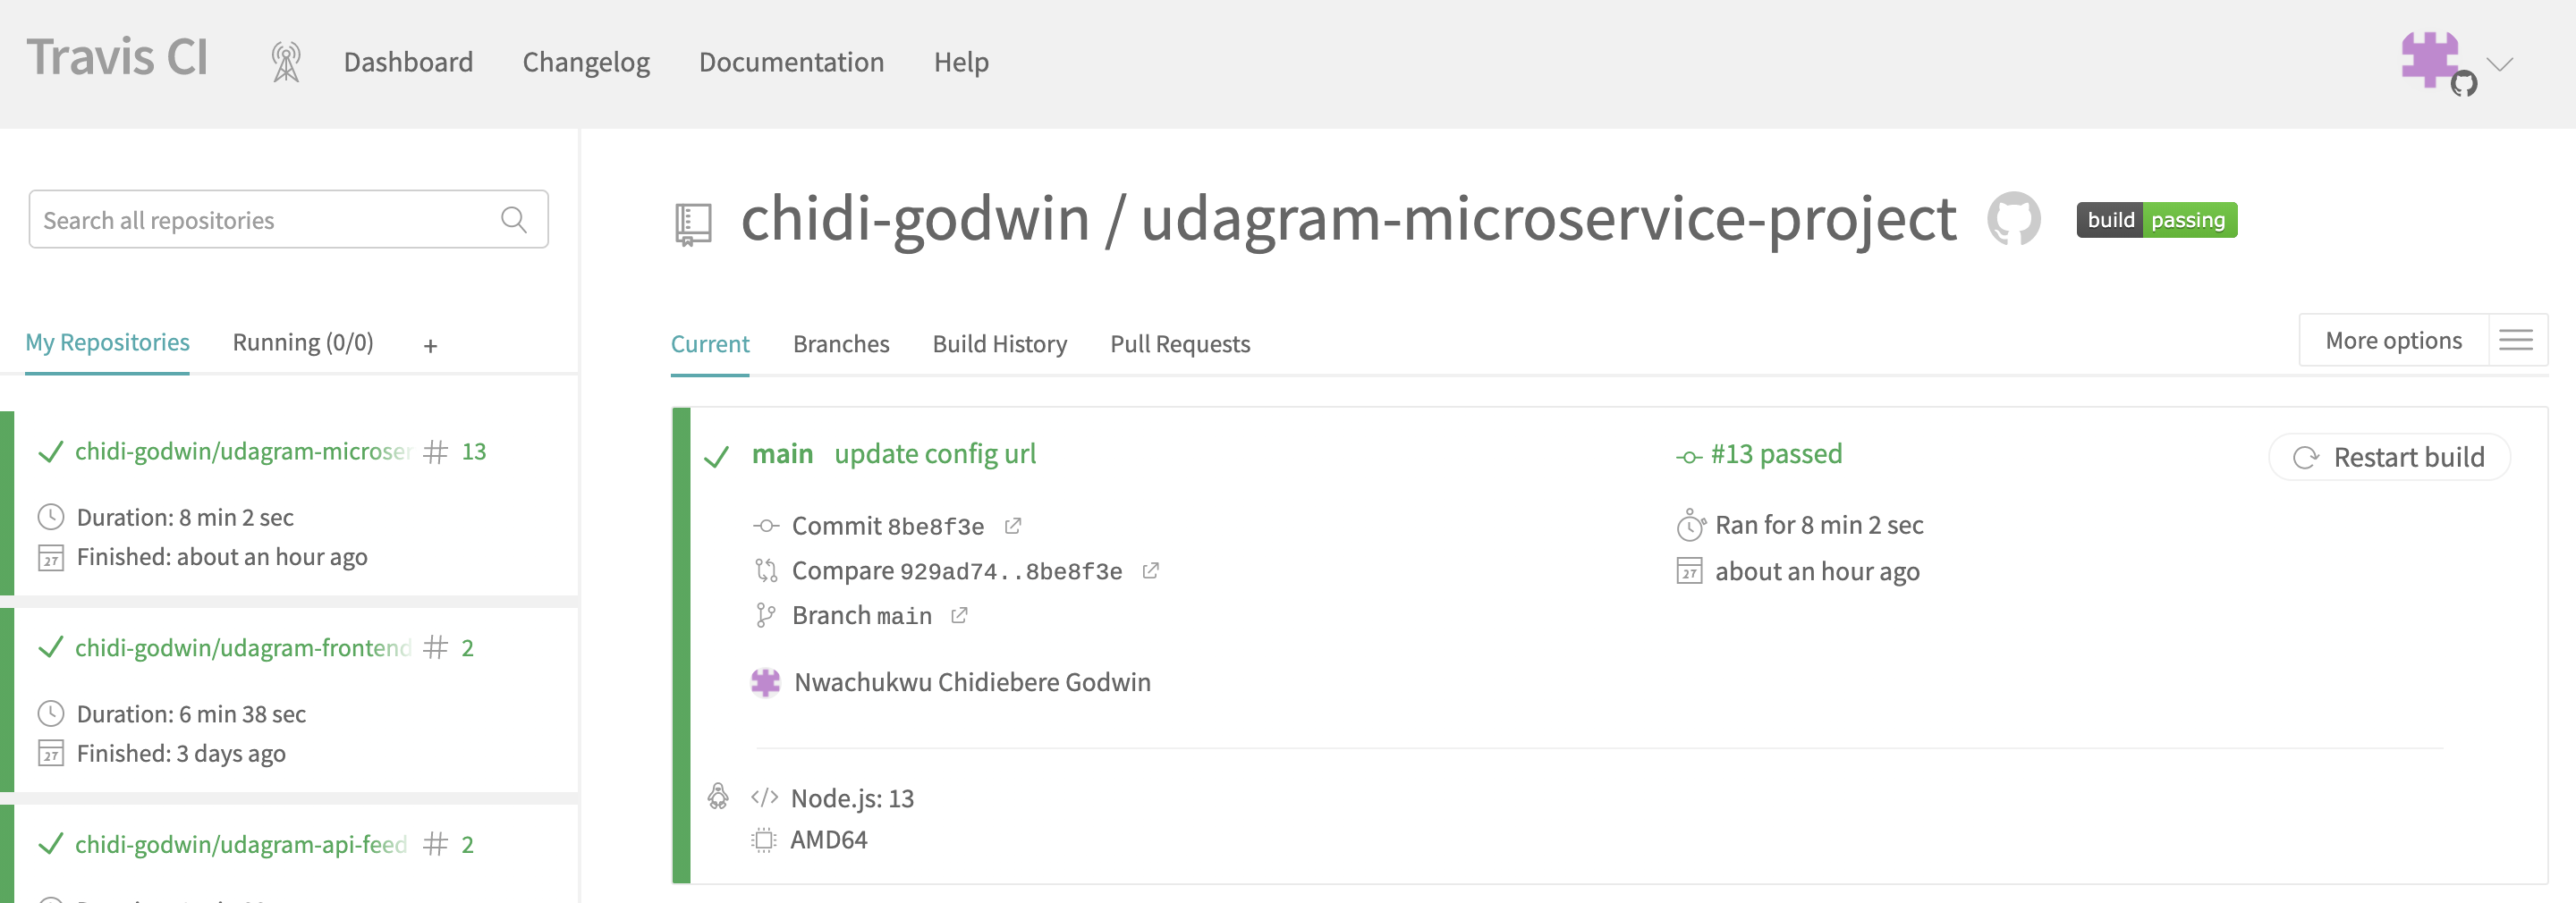 Travis CI Dashboard Changelog Documentation Help
Search all repositories
My Repositories Running (0/0) +
chidi-godwin/udagram-microser # 13
Duration: 8 min 2 sec
27 Finished: about an hour ago
chidi-godwin/udagram-frontend # 2
Duration: 6 min 38 sec
27 Finished: 3 days ago
chidi-godwin/udagram-api-feed # 2
chidi-godwin / udagram-microservice-project build passing
Current Branches Build History Pull Requests More options
main update config url #13 passed Restart build
Commit 8be8f3e Ran for 8 min 2 sec
Compare 929ad74..8be8f3e 27 about an hour ago
Branch main
Nwachukwu Chidiebere Godwin
</> Node.js: 13
AMD64